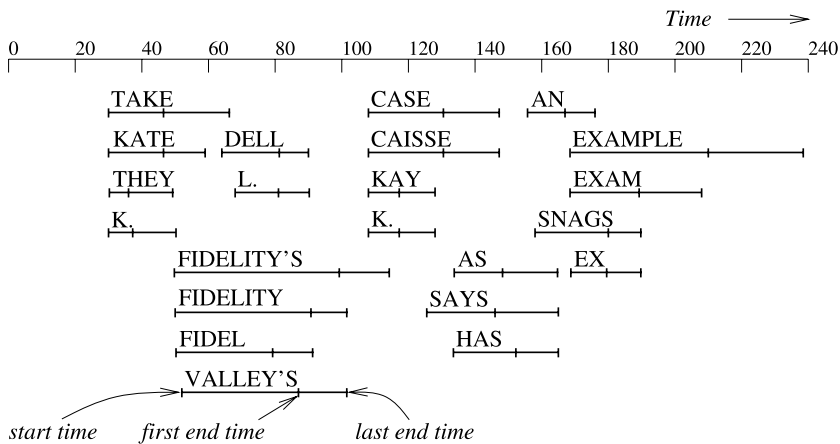 Time
0 20 40 60 80 100 120 140 160 180 200 220 240
TAKE CASE AN
KATE DELL CAISSE EXAMPLE
THEY L. KAY EXAM
K. K. SNAGS
FIDELITY'S AS EX
FIDELITY SAYS
FIDEL HAS
VALLEY'S
start time first end time last end time